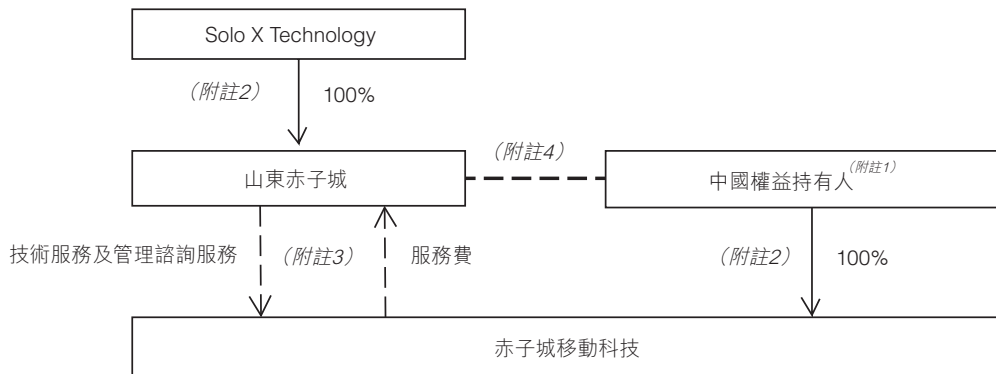 Solo X Technology
（附註2） 100%
山東赤子城
（附註4）
中國權益持有人（附註1）
技術服務及管理諮詢服務 （附註3） 服務費
（附註2） 100%
赤子城移動科技